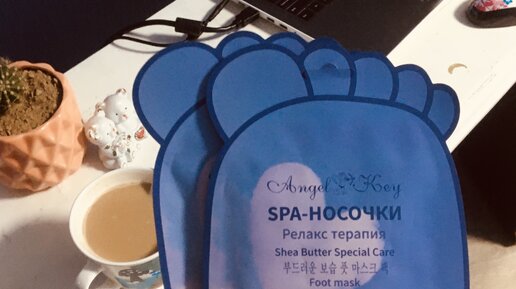 Angel Key
SPA-НОСОЧКИ
Релакс терапия
Shea Butter Special Care
부드러운 보습 풋 마스크 팩
Foot mask